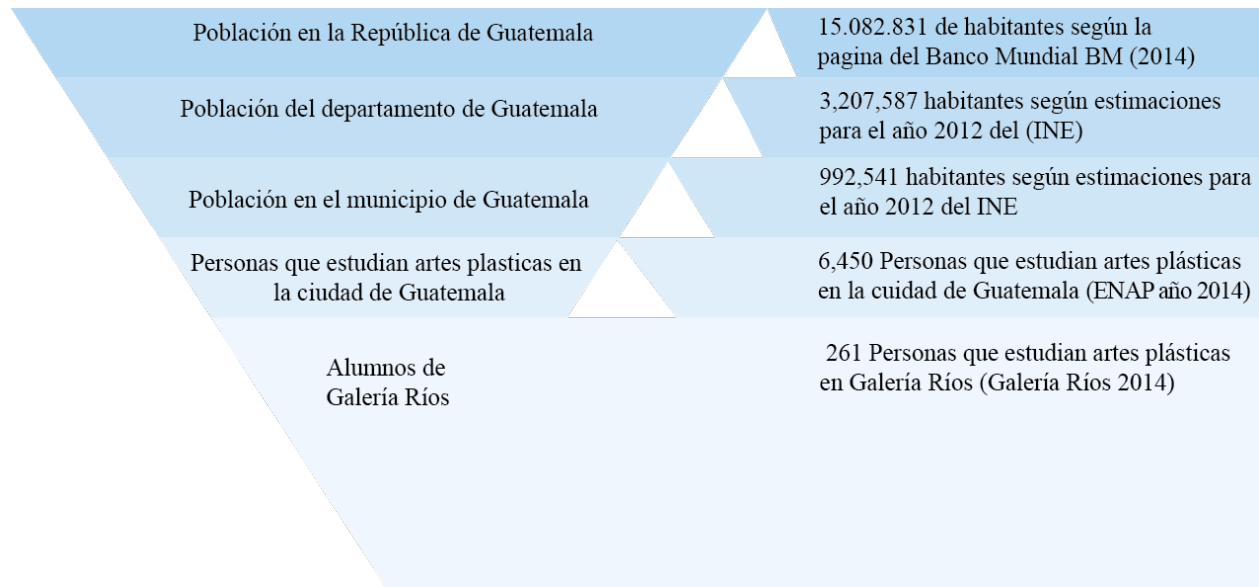 Población en la República de Guatemala
15.082.831 de habitantes según la
pagina del Banco Mundial BM (2014)
Población del departamento de Guatemala
3,207,587 habitantes según estimaciones
para el año 2012 del (INE)
Población en el municipio de Guatemala
992,541 habitantes según estimaciones para
el año 2012 del INE
Personas que estudian artes plasticas en
la ciudad de Guatemala
6,450 Personas que estudian artes plásticas
en la cuidad de Guatemala (ENAP año 2014)
Alumnos de
Galería Ríos
261 Personas que estudian artes plásticas
en Galería Ríos (Galería Ríos 2014)